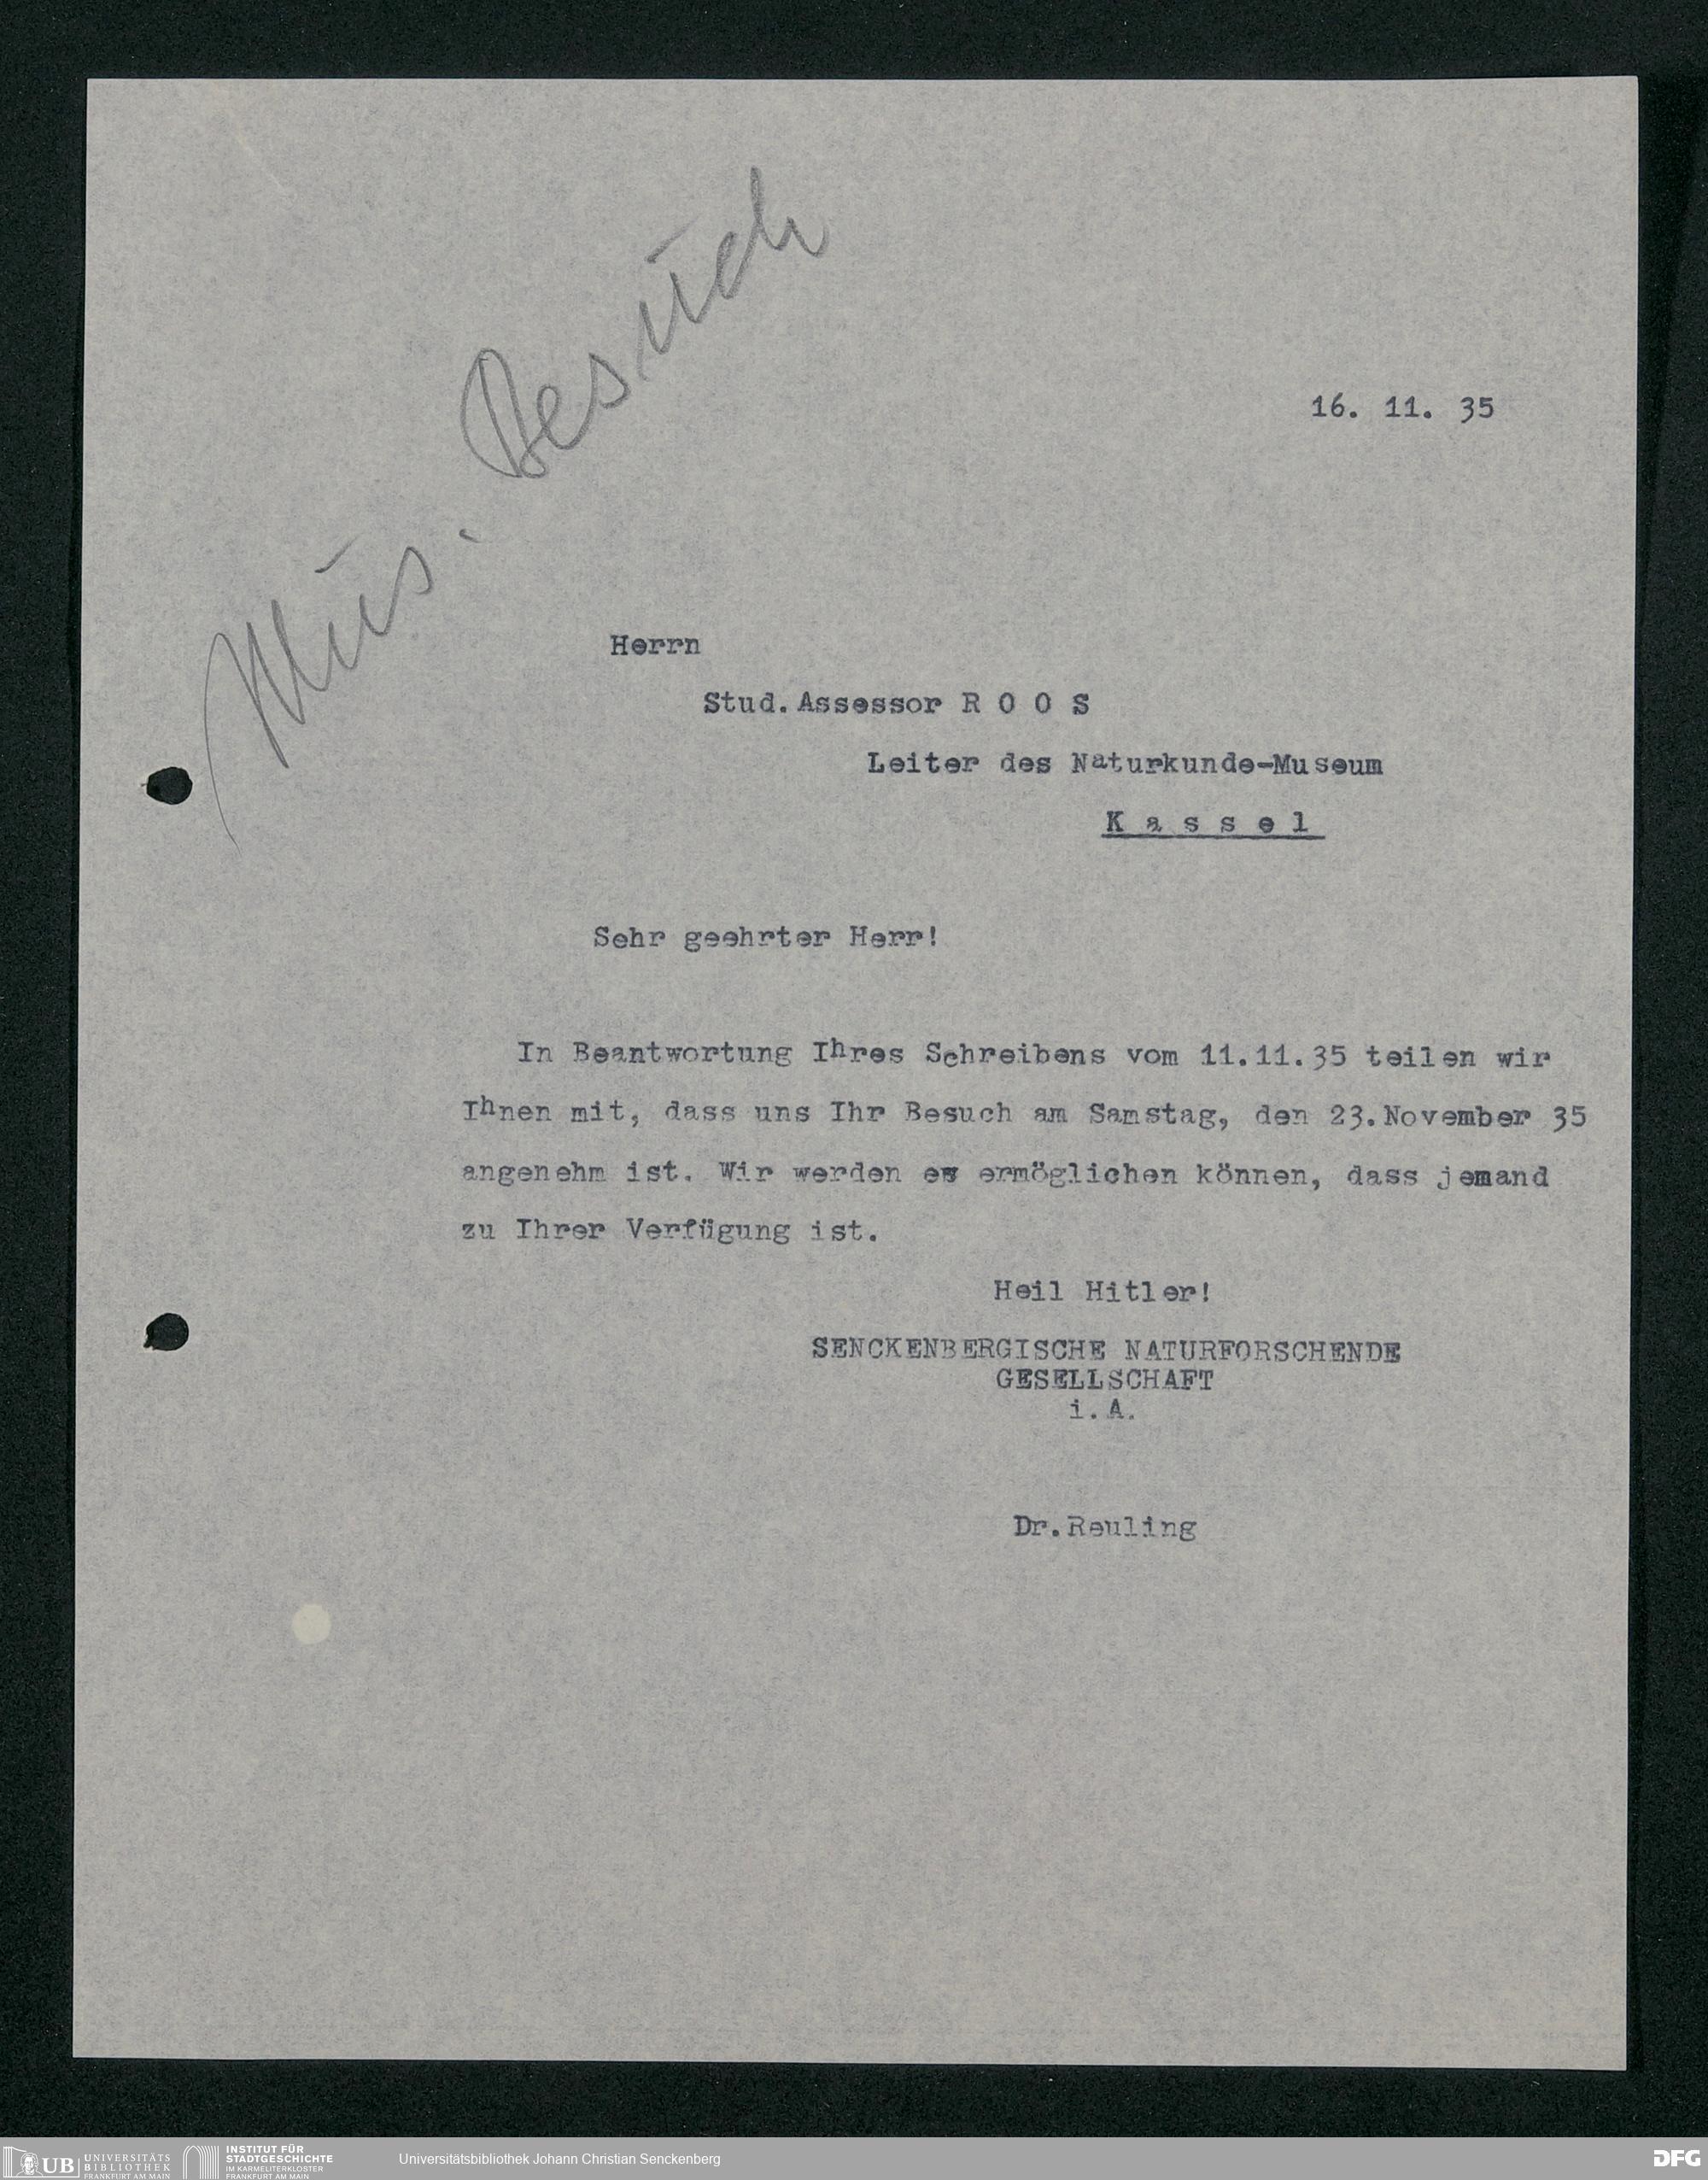 Mus. Besuch
16. 11. 35
Herrn
Stud.Assessor R O O S
Leiter des Naturkunde-Museum
K a s s e l
Sehr geehrter Herr!
In Beantwortung Ihres Schreibens vom 11.11.35 teilen wir
Ihnen mit, dass uns Ihr Besuch am Samstag, den 23.November 35
angenehm ist. Wir werden es ermöglichen können, dass jemand
zu Ihrer Verfügung ist.
Heil Hitler!
SENCKENBERGISCHE NATURFORSCHENDE
GESELLSCHAFT
i.A.
Dr.Reuling
UB UNIVERSITÄTS
BIBLIOTHEK
FRANKFURT AM MAIN
INSTITUT FÜR
STADTGESCHICHTE
IM KARMELITERKLOSTER
FRANKFURT AM MAIN
Universitätsbibliothek Johann Christian Senckenberg
DFG